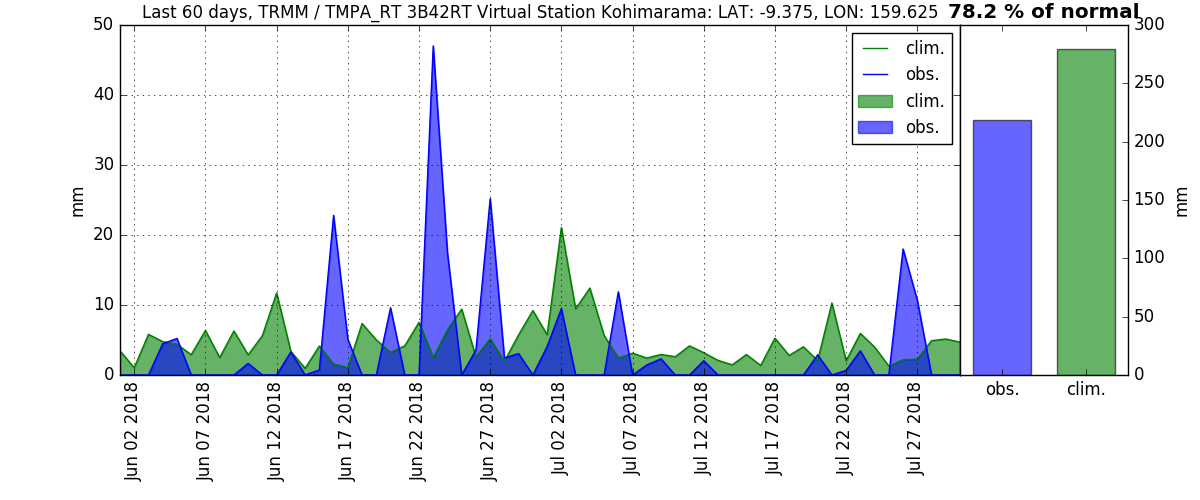 Last 60 days, TRMM / TMPA_RT 3B42RT Virtual Station Kohimarama: LAT: -9.375, LON: 159.625 78.2 % of normal
50
40
30
20
10
0
mm
clim.
obs.
clim.
obs.
Jun 02 2018
Jun 07 2018
Jun 12 2018
Jun 17 2018
Jun 22 2018
Jun 27 2018
Jul 02 2018
Jul 07 2018
Jul 12 2018
Jul 17 2018
Jul 22 2018
Jul 27 2018
300
250
200
150
100
50
0
mm
obs.
clim.